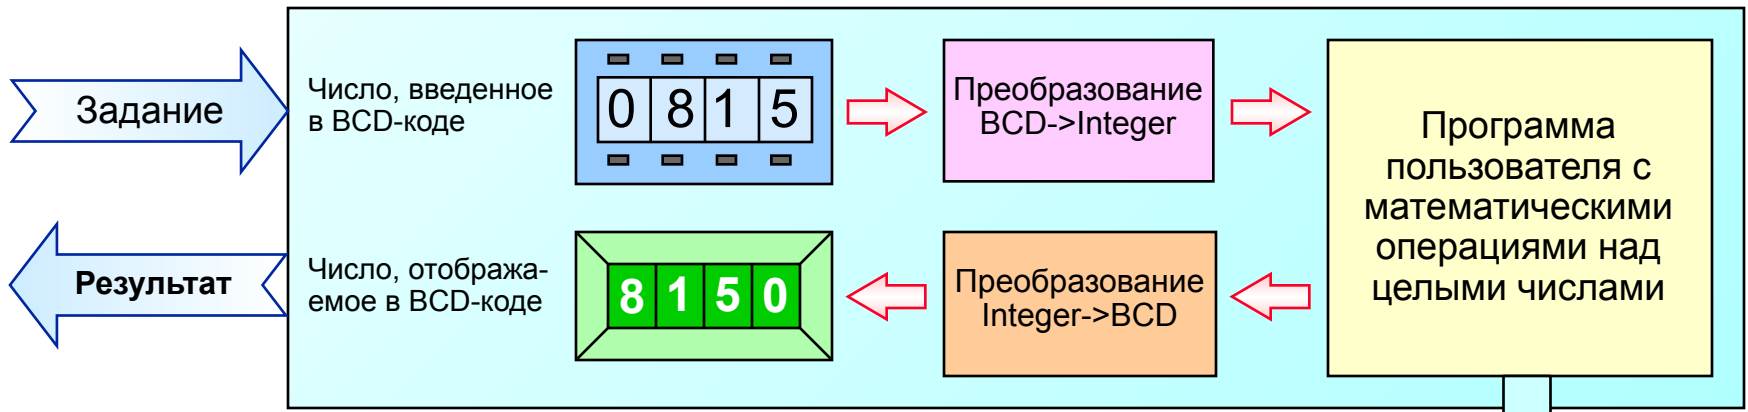 Задание
Число, введенное
в BCD-коде
0 8 1 5
Преобразование
BCD->Integer
Программа
пользователя с
математическими
операциями над
целыми числами
Результат
Число, отобража-
емое в BCD-коде
8 1 5 0
Преобразование
Integer->BCD